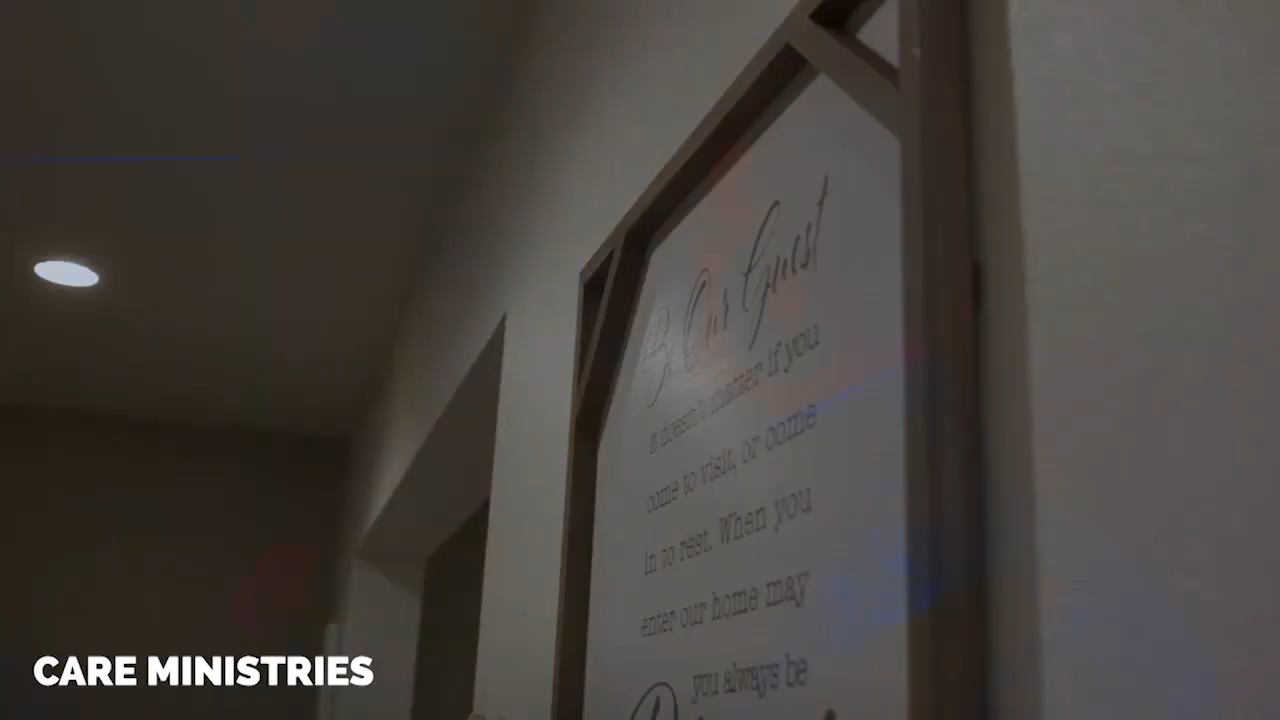 Be Our Guest
It doesn't matter if you
come to visit, or come
in to rest. When you
enter our home may
you always be
CARE MINISTRIES